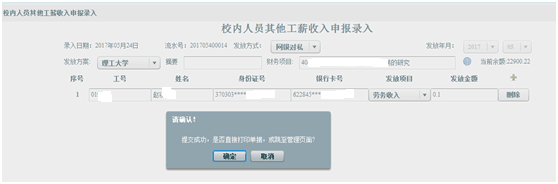 校内人员其他工薪收入申报录入
校内人员其他工薪收入申报录入
录入日期：2017年05月24日 流水号：201705400014 发放方式： 网银对私 发放年月： 2017 05
发放方案： 理工大学 摘要 财务项目： 40 的研究 当前余额:22900.22
序号 工号 姓名 身份证号 银行卡号 发放项目 发放金额
1 01 赵 370303**** 622845*** 劳务收入 0.1 删除
请确认！
提交成功，是否直接打印单据，或跳至管理页面？
确定 取消